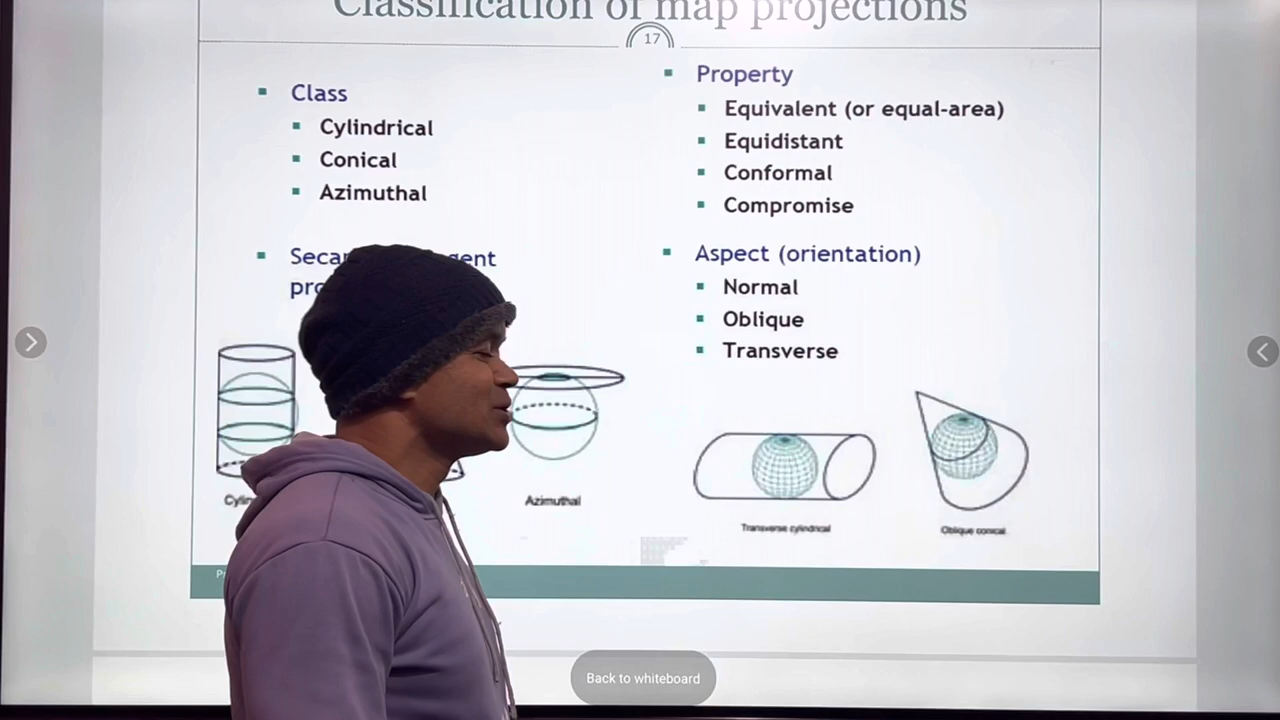 Classification of map projections
17
Class
Cylindrical
Conical
Azimuthal
Property
Equivalent (or equal-area)
Equidistant
Conformal
Compromise
Aspect (orientation)
Normal
Oblique
Transverse
Azimuthal
Transverse cylindrical
Oblique conical
Back to whiteboard